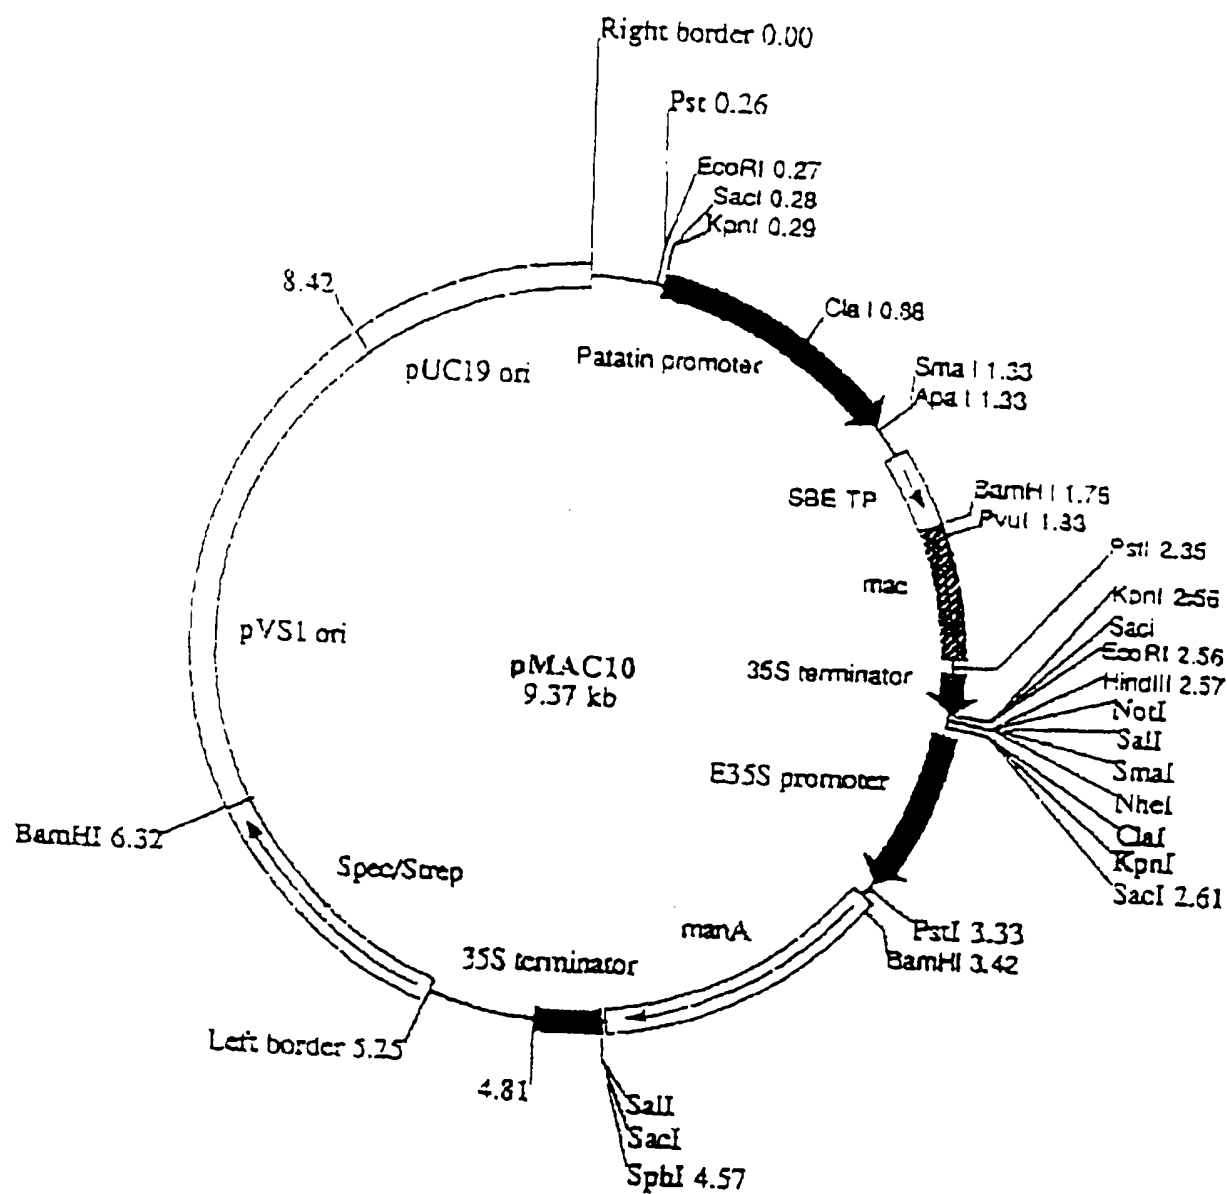 Right border 0.00
Pst 0.26
EcoRI 0.27
SacI 0.28
KpnI 0.29
8.42
Cla I 0.88
pUC19 ori
Patatin promoter
Sma I 1.33
Apa I 1.33
SBE TP
BamH I 1.75
PvuI 1.83
PstI 2.35
mac
KpnI 2.56
SacI
pVS1 ori
EcoRI 2.56
pMAC10
9.37 kb
35S terminator
HindIII 2.57
NotI
SalI
E35S promoter
SmaI
NheI
ClaI
KpnI
SacI 2.61
BamHI 6.32
Spec/Strep
manA
PstI 3.33
BamHI 3.42
35S terminator
Left border 5.25
4.81
SalI
SacI
SphI 4.57